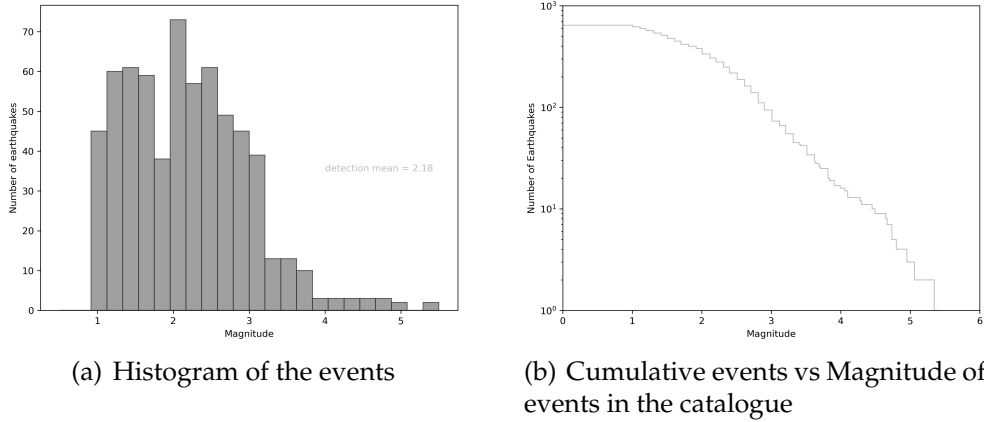 70
60
50
40
30
20
10
0
Number of earthquakes
detection mean = 2.18
1 2 3 4 5
Magnitude
(a) Histogram of the events
10³
10²
10¹
10⁰
Number of Earthquakes
0 1 2 3 4 5 6
Magnitude
(b) Cumulative events vs Magnitude of
events in the catalogue